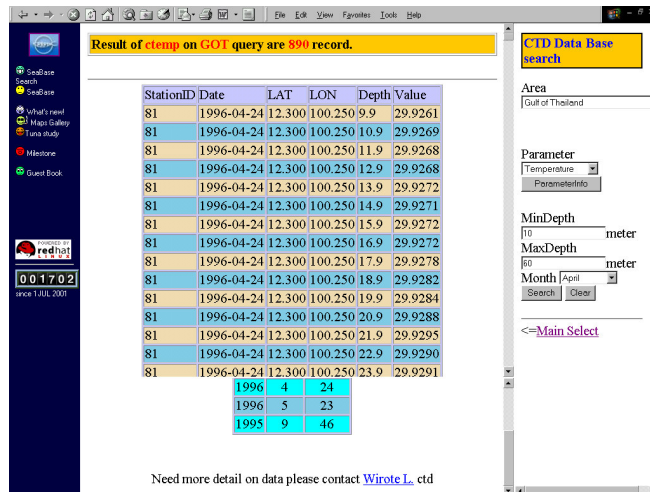 File Edit View Favorites Tools Help
SeaBase
Search
SeaBase
What's new!
Maps Gallery
Tuna study
Milestone
Guest Book
POWERED BY
redhat
LINUX
001702
since 1 JUL 2001
Result of ctemp on GOT query are 890 record.
StationID Date LAT LON Depth Value
81 1996-04-24 12.300 100.250 9.9 29.9261
81 1996-04-24 12.300 100.250 10.9 29.9269
81 1996-04-24 12.300 100.250 11.9 29.9268
81 1996-04-24 12.300 100.250 12.9 29.9268
81 1996-04-24 12.300 100.250 13.9 29.9272
81 1996-04-24 12.300 100.250 14.9 29.9271
81 1996-04-24 12.300 100.250 15.9 29.9272
81 1996-04-24 12.300 100.250 16.9 29.9272
81 1996-04-24 12.300 100.250 17.9 29.9278
81 1996-04-24 12.300 100.250 18.9 29.9282
81 1996-04-24 12.300 100.250 19.9 29.9284
81 1996-04-24 12.300 100.250 20.9 29.9288
81 1996-04-24 12.300 100.250 21.9 29.9295
81 1996-04-24 12.300 100.250 22.9 29.9290
81 1996-04-24 12.300 100.250 23.9 29.9291
1996 4 24
1996 5 23
1995 9 46
Need more detail on data please contact Wirote L. ctd
CTD Data Base
search
Area
Gulf of Thailand
Parameter
Temperature
ParameterInfo
MinDepth
10 meter
MaxDepth
60 meter
Month April
Search Clear
<=Main Select